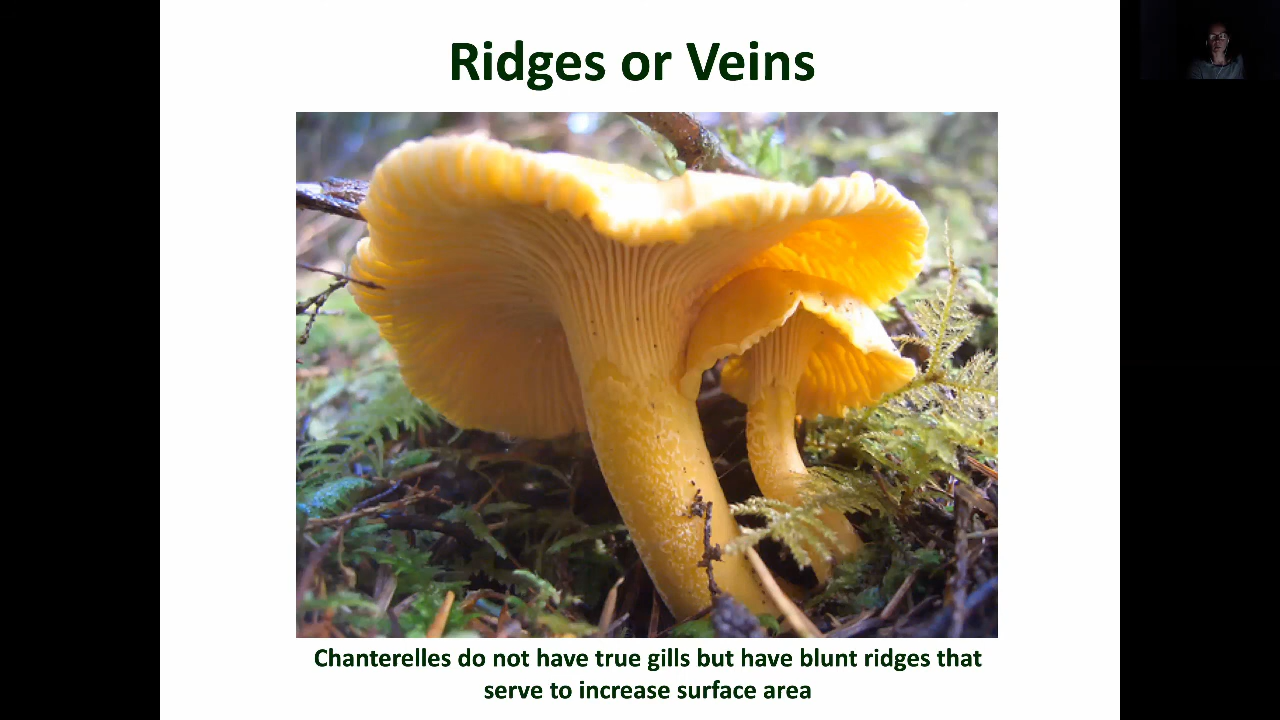 Ridges or Veins
Chanterelles do not have true gills but have blunt ridges that
serve to increase surface area